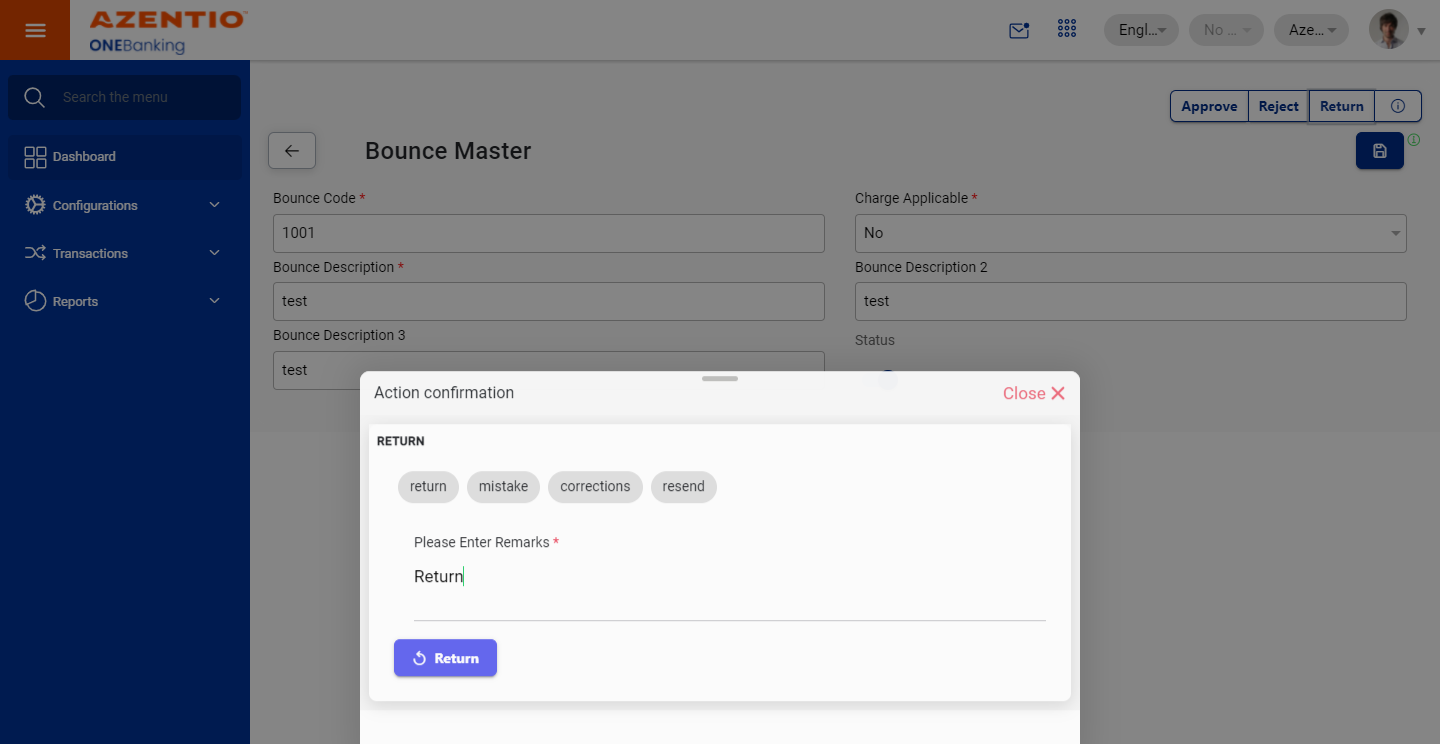 AZENTIO™
ONEBanking
Engl...
No ...
Aze...
Search the menu
Dashboard
Configurations
Transactions
Reports
Approve
Reject
Return
Bounce Master
Bounce Code *
Charge Applicable *
1001
No
Bounce Description *
Bounce Description 2
test
test
Bounce Description 3
Status
test
Action confirmation
Close
RETURN
return
mistake
corrections
resend
Please Enter Remarks *
Return
Return